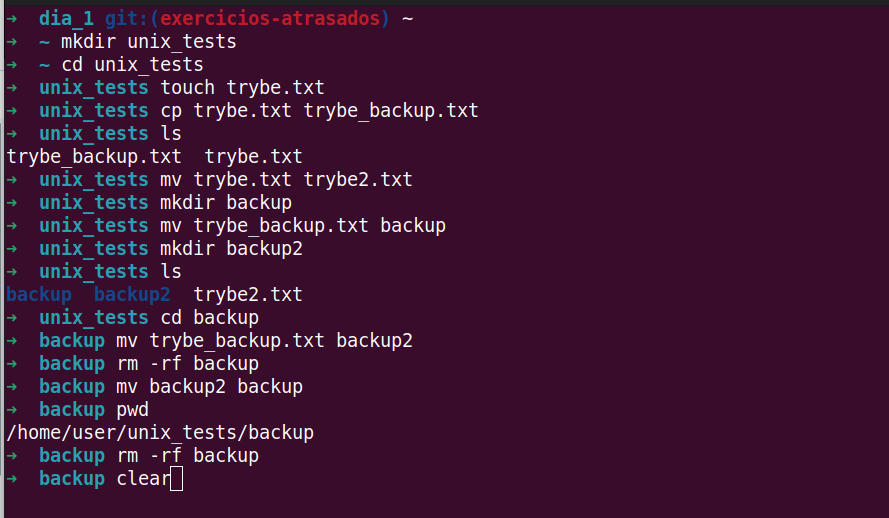 ➜  dia_1 git:(exercicios-atrasados) ~
➜  ~ mkdir unix_tests
➜  ~ cd unix_tests
➜  unix_tests touch trybe.txt
➜  unix_tests cp trybe.txt trybe_backup.txt
➜  unix_tests ls
trybe_backup.txt  trybe.txt
➜  unix_tests mv trybe.txt trybe2.txt
➜  unix_tests mkdir backup
➜  unix_tests mv trybe_backup.txt backup
➜  unix_tests mkdir backup2
➜  unix_tests ls
backup  backup2  trybe2.txt
➜  unix_tests cd backup
➜  backup mv trybe_backup.txt backup2
➜  backup rm -rf backup
➜  backup mv backup2 backup
➜  backup pwd
/home/user/unix_tests/backup
➜  backup rm -rf backup
➜  backup clear